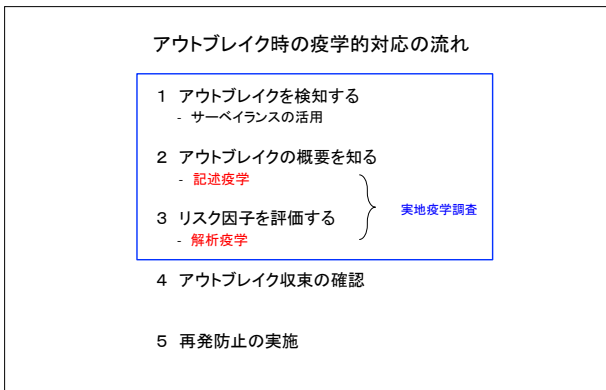 アウトブレイク時の疫学的対応の流れ
1 アウトブレイクを検知する
- サーベイランスの活用
2 アウトブレイクの概要を知る
- 記述疫学
3 リスク因子を評価する
- 解析疫学
実地疫学調査
4 アウトブレイク収束の確認
5 再発防止の実施